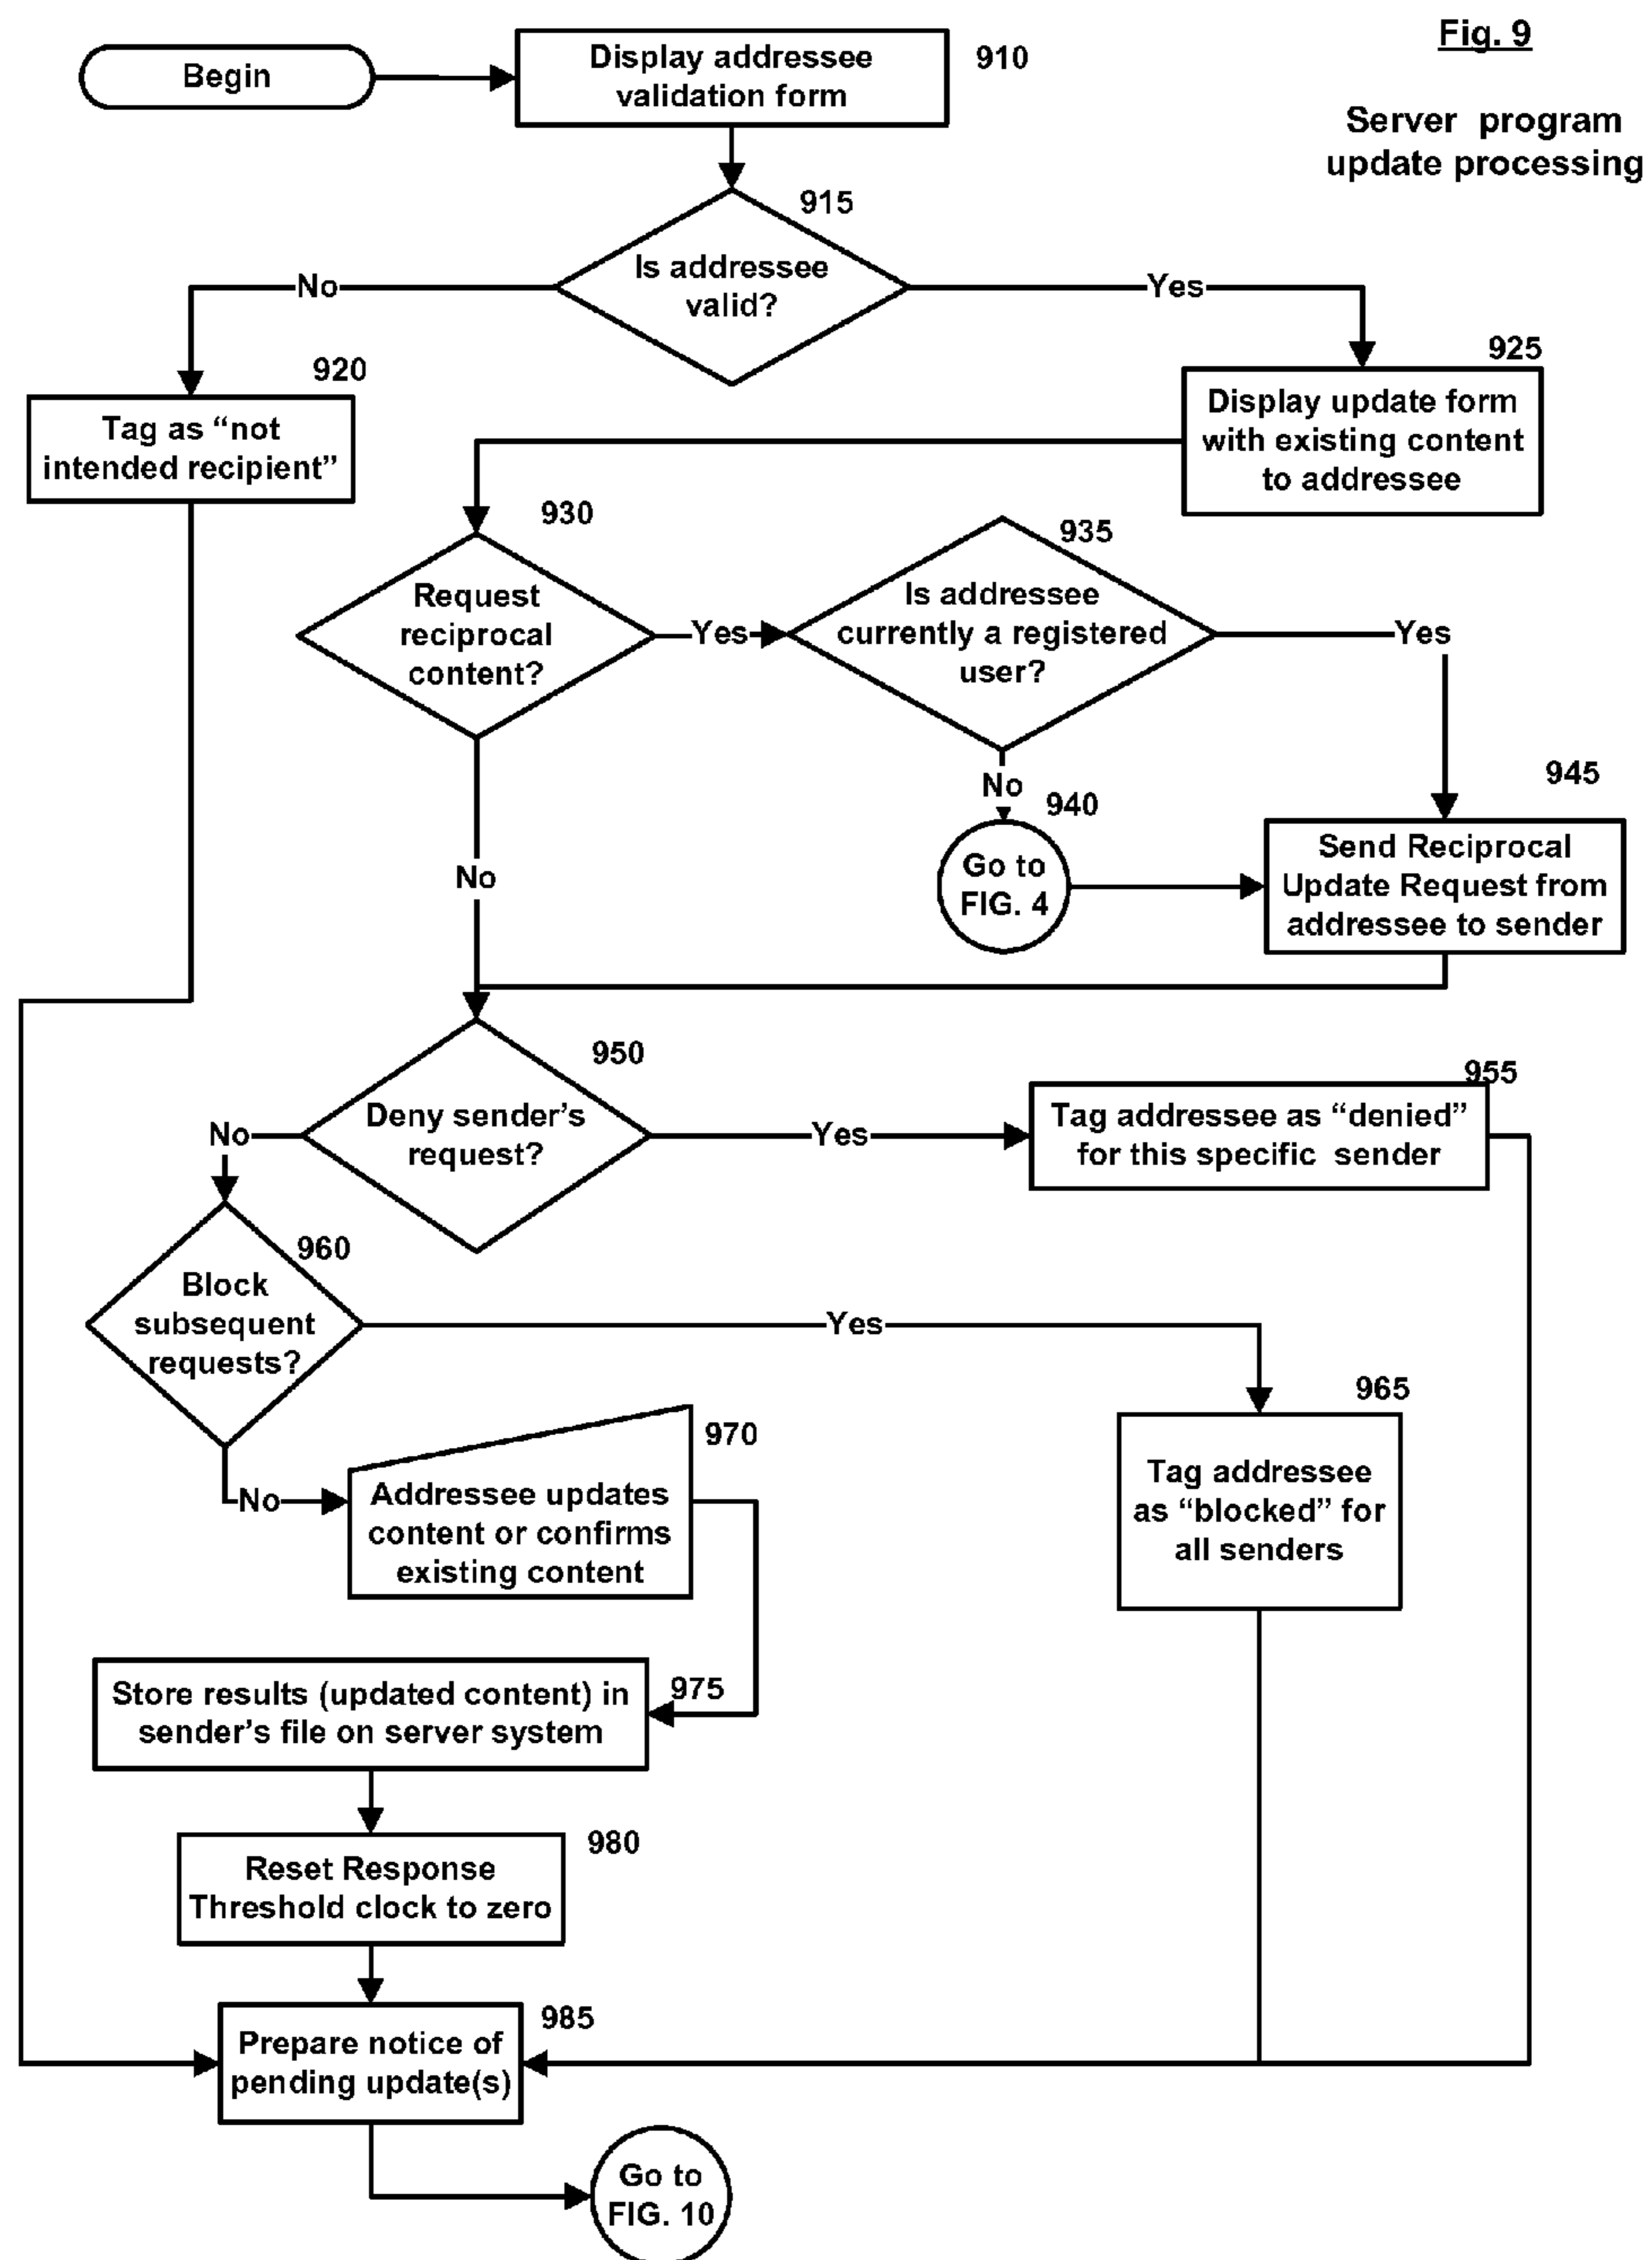 Fig. 9
Server program
update processing
Begin
Display addressee
validation form
910
915
Is addressee
valid?
No
Yes
920
Tag as “not
intended recipient”
925
Display update form
with existing content
to addressee
930
Request
reciprocal
content?
Yes
935
Is addressee
currently a registered
user?
Yes
No
940
Go to
FIG. 4
945
Send Reciprocal
Update Request from
addressee to sender
No
950
Deny sender’s
request?
No
Yes
955
Tag addressee as “denied”
for this specific sender
960
Block
subsequent
requests?
Yes
965
Tag addressee
as “blocked” for
all senders
No
970
Addressee updates
content or confirms
existing content
975
Store results (updated content) in
sender’s file on server system
980
Reset Response
Threshold clock to zero
985
Prepare notice of
pending update(s)
Go to
FIG. 10